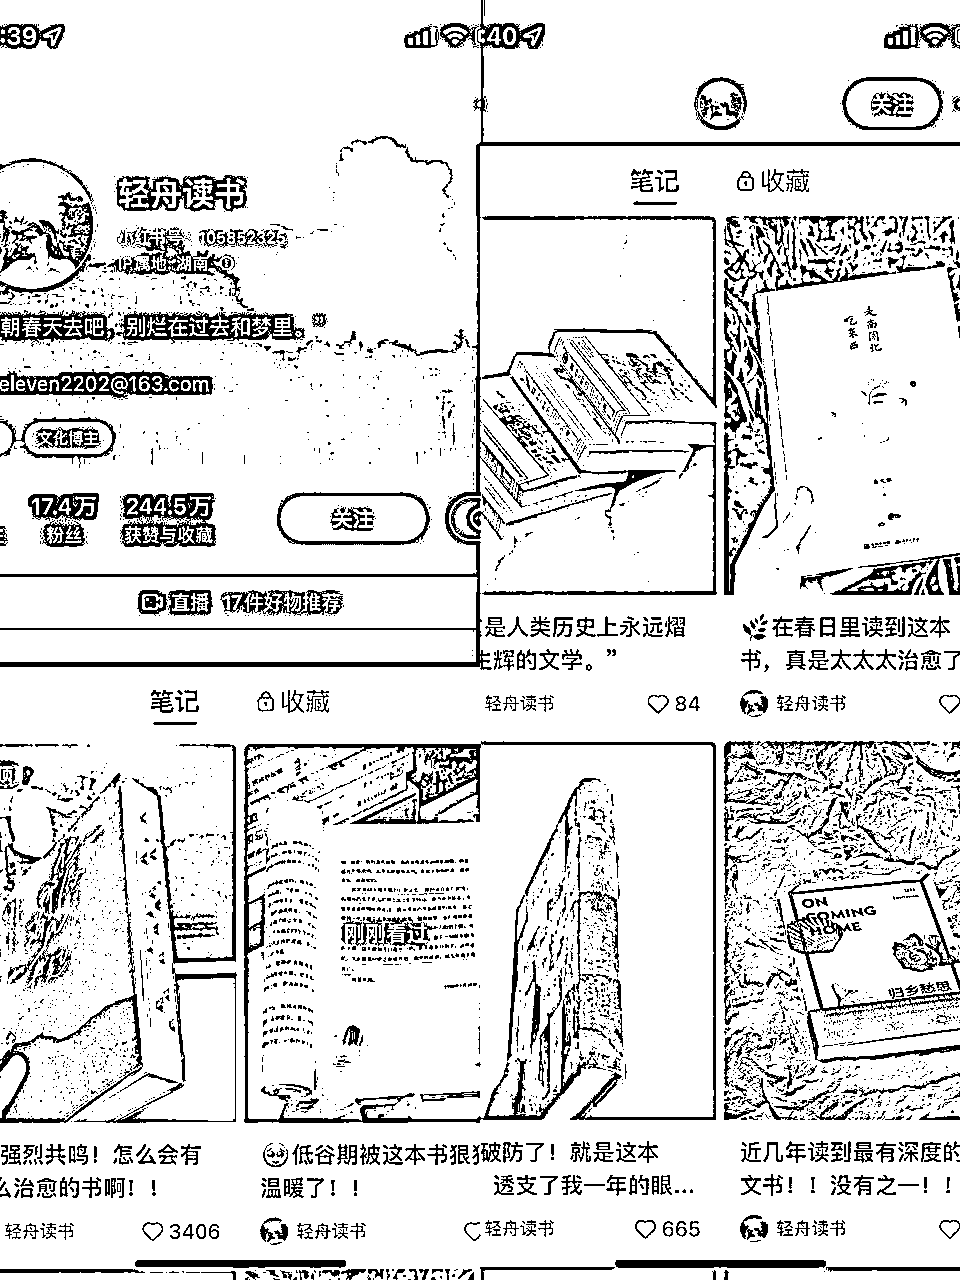 :39
轻舟读书
小红书号：105852325
IP属地：湖南
朝春天去吧，别烂在过去和梦里。
eleven2202@163.com
文化博主
17.4万
244.5万
粉丝
获赞与收藏
关注
直播 17件好物推荐
笔记
收藏
刚刚看过
强烈共鸣！怎么会有
么治愈的书啊！！
轻舟读书
3406
低谷期被这本书狠狠
温暖了！！
轻舟读书
:40
关注
笔记
收藏
是人类历史上永远熠
生辉的文学。”
轻舟读书
84
走南闯北
吃东西
在春日里读到这本
书，真是太太太治愈了
轻舟读书
破防了！就是这本
透支了我一年的眼...
轻舟读书
665
ON
COMING
HOME
归乡愁思
近几年读到最有深度的
文书！！没有之一！！
轻舟读书